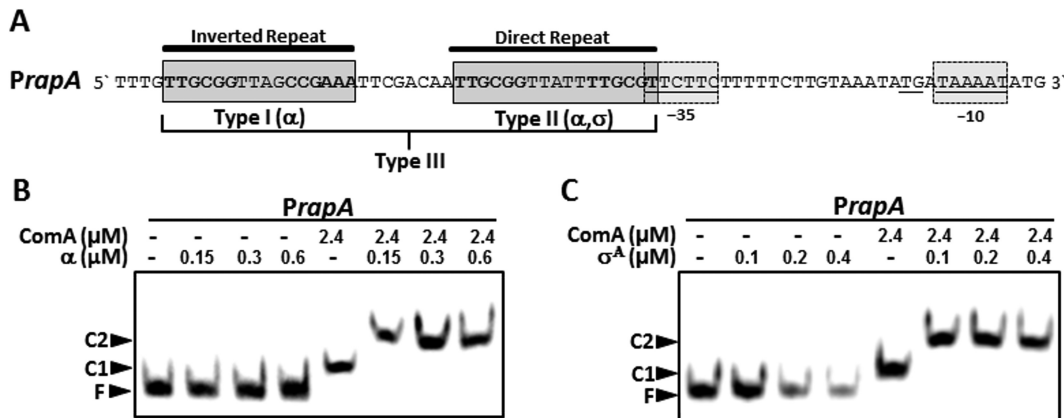 A
Inverted Repeat Direct Repeat
PrapA 5` TTTGTTGCGGTTAGCCGAAATTCGACAATTGCGGTTATTTTGCGTTCTTCTTTTTCTTGTAAATATGATAAAATATG 3`
Type I (α) Type II (α,σ) −35 −10
Type III
B
PrapA
ComA (μM) - - - - 2.4 2.4 2.4 2.4
α (μM) - 0.15 0.3 0.6 - 0.15 0.3 0.6
C2
C1
F
C
PrapA
ComA (μM) - - - - 2.4 2.4 2.4 2.4
σᴬ (μM) - 0.1 0.2 0.4 - 0.1 0.2 0.4
C2
C1
F